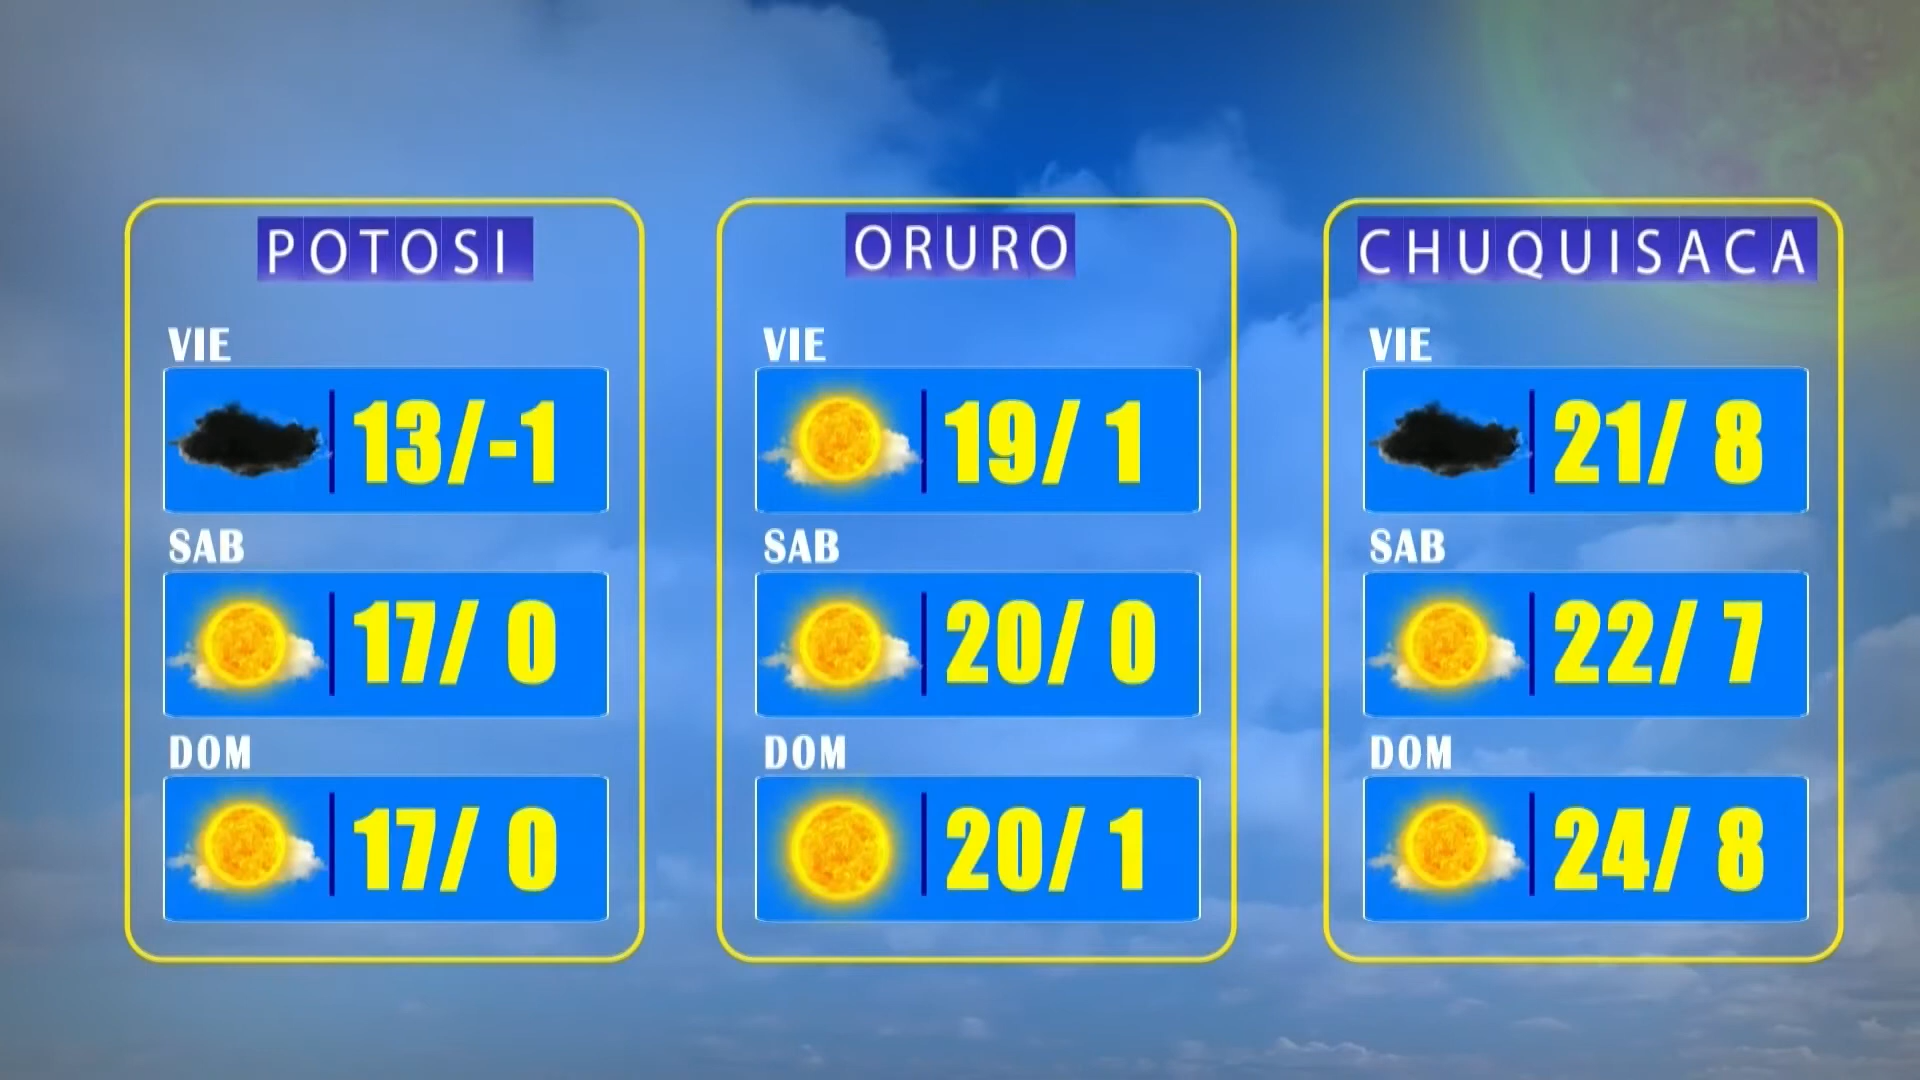 POTOSI
VIE
13/-1
SAB
17/ 0
DOM
17/ 0
ORURO
VIE
19/ 1
SAB
20/ 0
DOM
20/ 1
CHUQUISACA
VIE
21/ 8
SAB
22/ 7
DOM
24/ 8